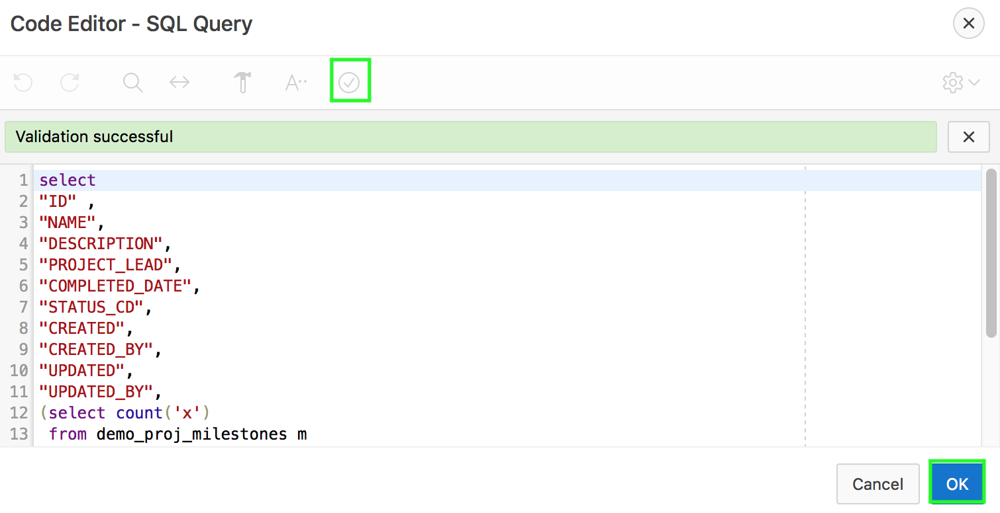 Code Editor - SQL Query
A
Validation successful
1 select
2 "ID" ,
3 "NAME",
4 "DESCRIPTION",
5 "PROJECT_LEAD",
6 "COMPLETED_DATE",
7 "STATUS_CD",
8 "CREATED",
9 "CREATED_BY",
10 "UPDATED",
11 "UPDATED_BY",
12 (select count('x')
13  from demo_proj_milestones m
Cancel OK